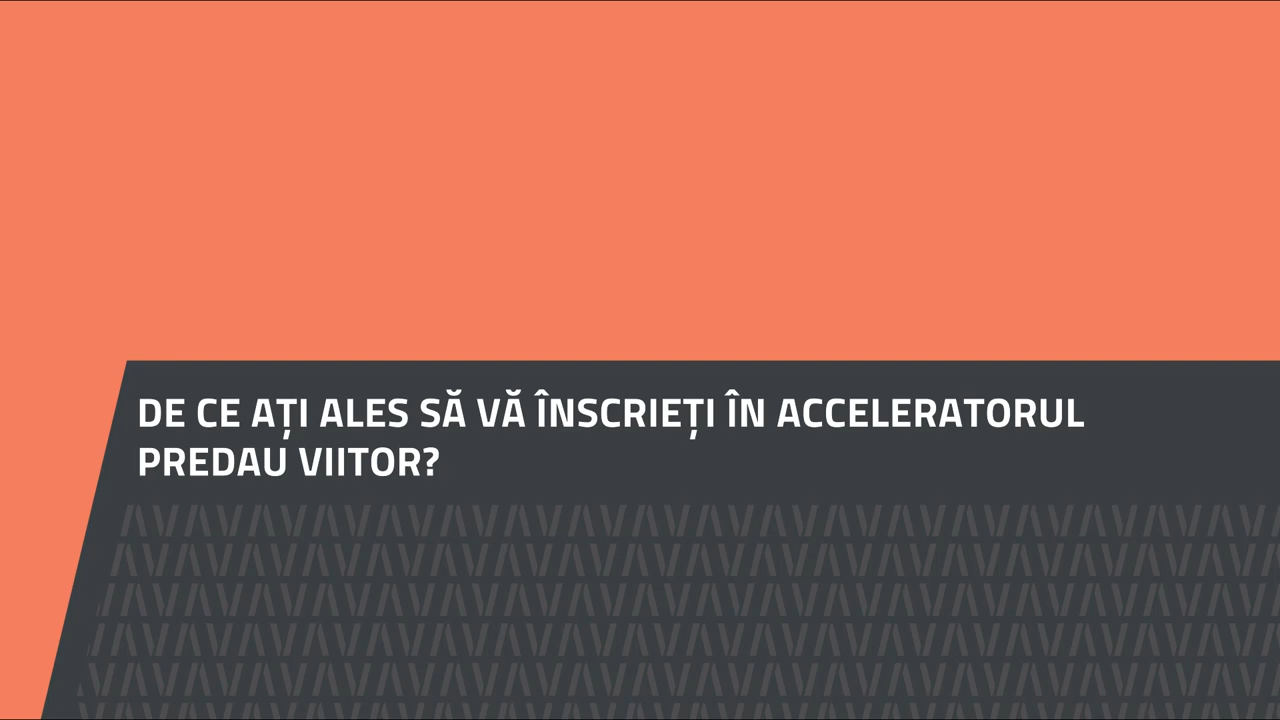 DE CE AȚI ALES SĂ VĂ ÎNSCRIEȚI ÎN ACCELERATORUL
PREDAU VIITOR?